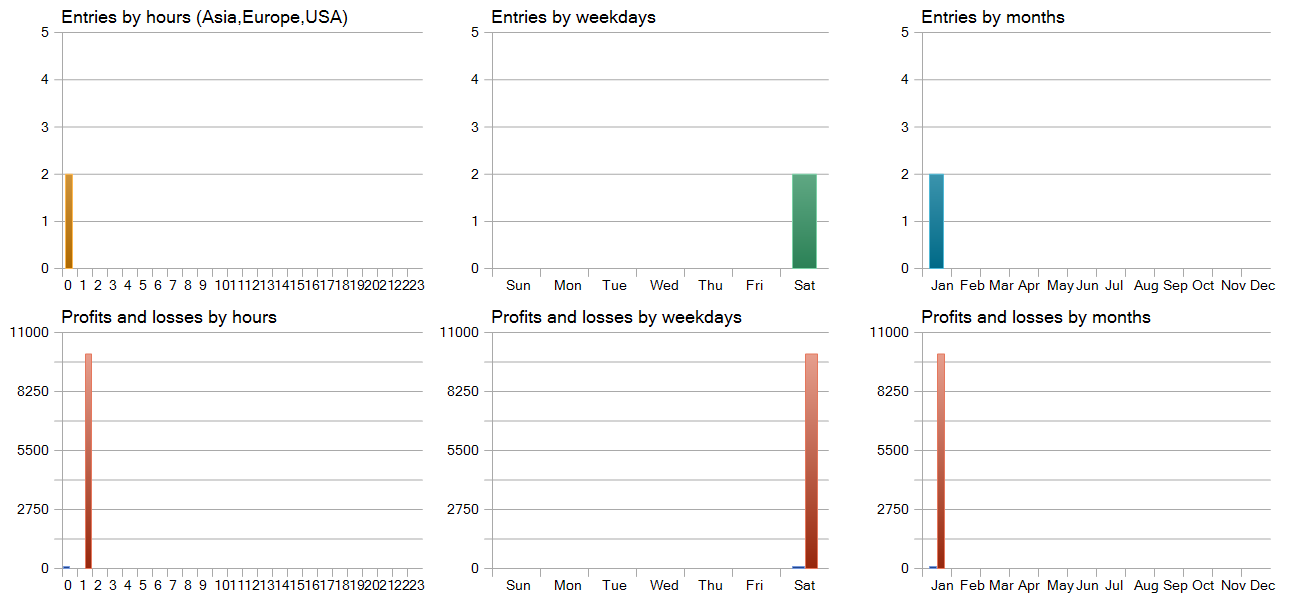 Entries by hours (Asia,Europe,USA)
5
4
3
2
1
0
0 1 2 3 4 5 6 7 8 9 10 11 12 13 14 15 16 17 18 19 20 21 22 23
Entries by weekdays
5
4
3
2
1
0
Sun Mon Tue Wed Thu Fri Sat
Entries by months
5
4
3
2
1
0
Jan Feb Mar Apr May Jun Jul Aug Sep Oct Nov Dec
Profits and losses by hours
11000
8250
5500
2750
0
0 1 2 3 4 5 6 7 8 9 10 11 12 13 14 15 16 17 18 19 20 21 22 23
Profits and losses by weekdays
11000
8250
5500
2750
0
Sun Mon Tue Wed Thu Fri Sat
Profits and losses by months
11000
8250
5500
2750
0
Jan Feb Mar Apr May Jun Jul Aug Sep Oct Nov Dec